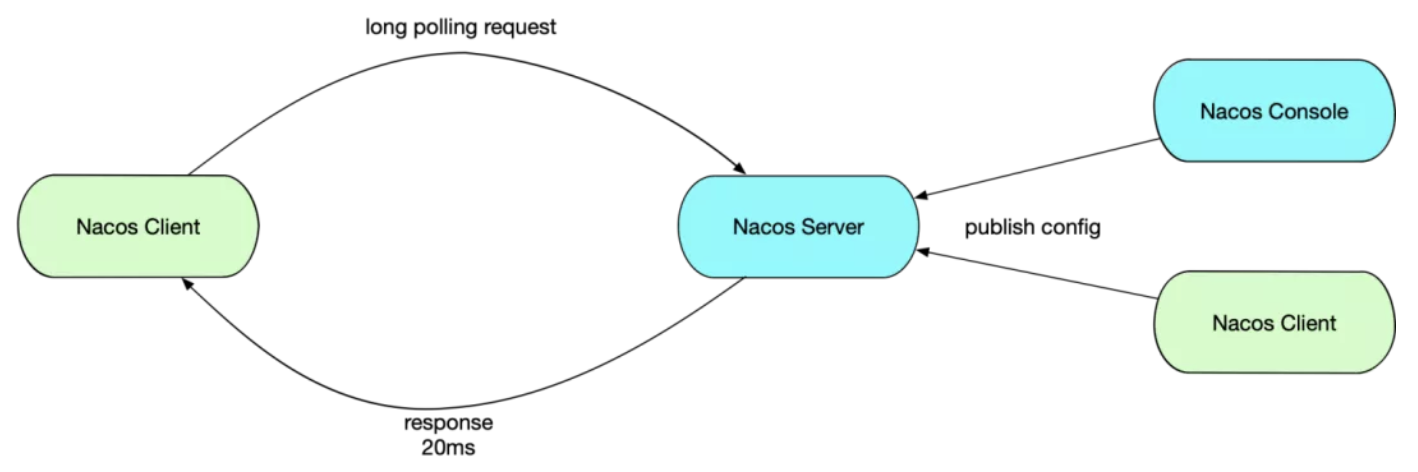 long polling request
Nacos Console
Nacos Client
Nacos Server
publish config
Nacos Client
response
20ms